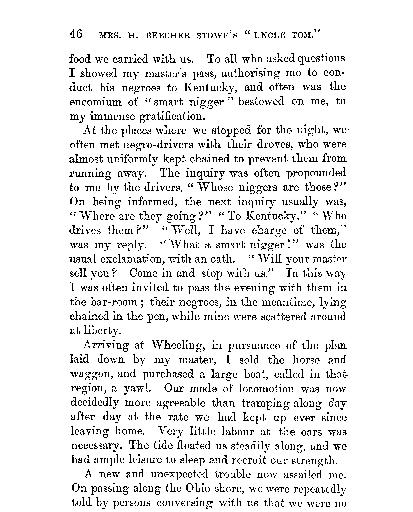 46 MRS. H. BEECHER STOWE'S "UNCLE TOM."
food we carried with us. To all who asked questions
I showed my master's pass, authorising me to con-
duct his negroes to Kentucky, and often was the
encomium of "smart nigger" bestowed on me, to
my immense gratification.
At the places where we stopped for the night, we
often met negro-drivers with their droves, who were
almost uniformly kept chained to prevent them from
running away. The inquiry was often propounded
to me by the drivers, "Whose niggers are those?"
On being informed, the next inquiry usually was,
"Where are they going?" "To Kentucky." "Who
drives them?" "Well, I have charge of them,"
was my reply. "What a smart nigger!" was the
usual exclamation, with an oath. "Will your master
sell you? Come in and stop with us." In this way
I was often invited to pass the evening with them in
the bar-room; their negroes, in the meantime, lying
chained in the pen, while mine were scattered around
at liberty.
Arriving at Wheeling, in pursuance of the plan
laid down by my master, I sold the horse and
waggon, and purchased a large boat, called in that
region, a yawl. Our mode of locomotion was now
decidedly more agreeable than tramping along day
after day at the rate we had kept up ever since
leaving home. Very little labour at the oars was
necessary. The tide floated us steadily along, and we
had ample leisure to sleep and recruit our strength.
A new and unexpected trouble now assailed me.
On passing along the Ohio shore, we were repeatedly
told by persons conversing with us that we were no